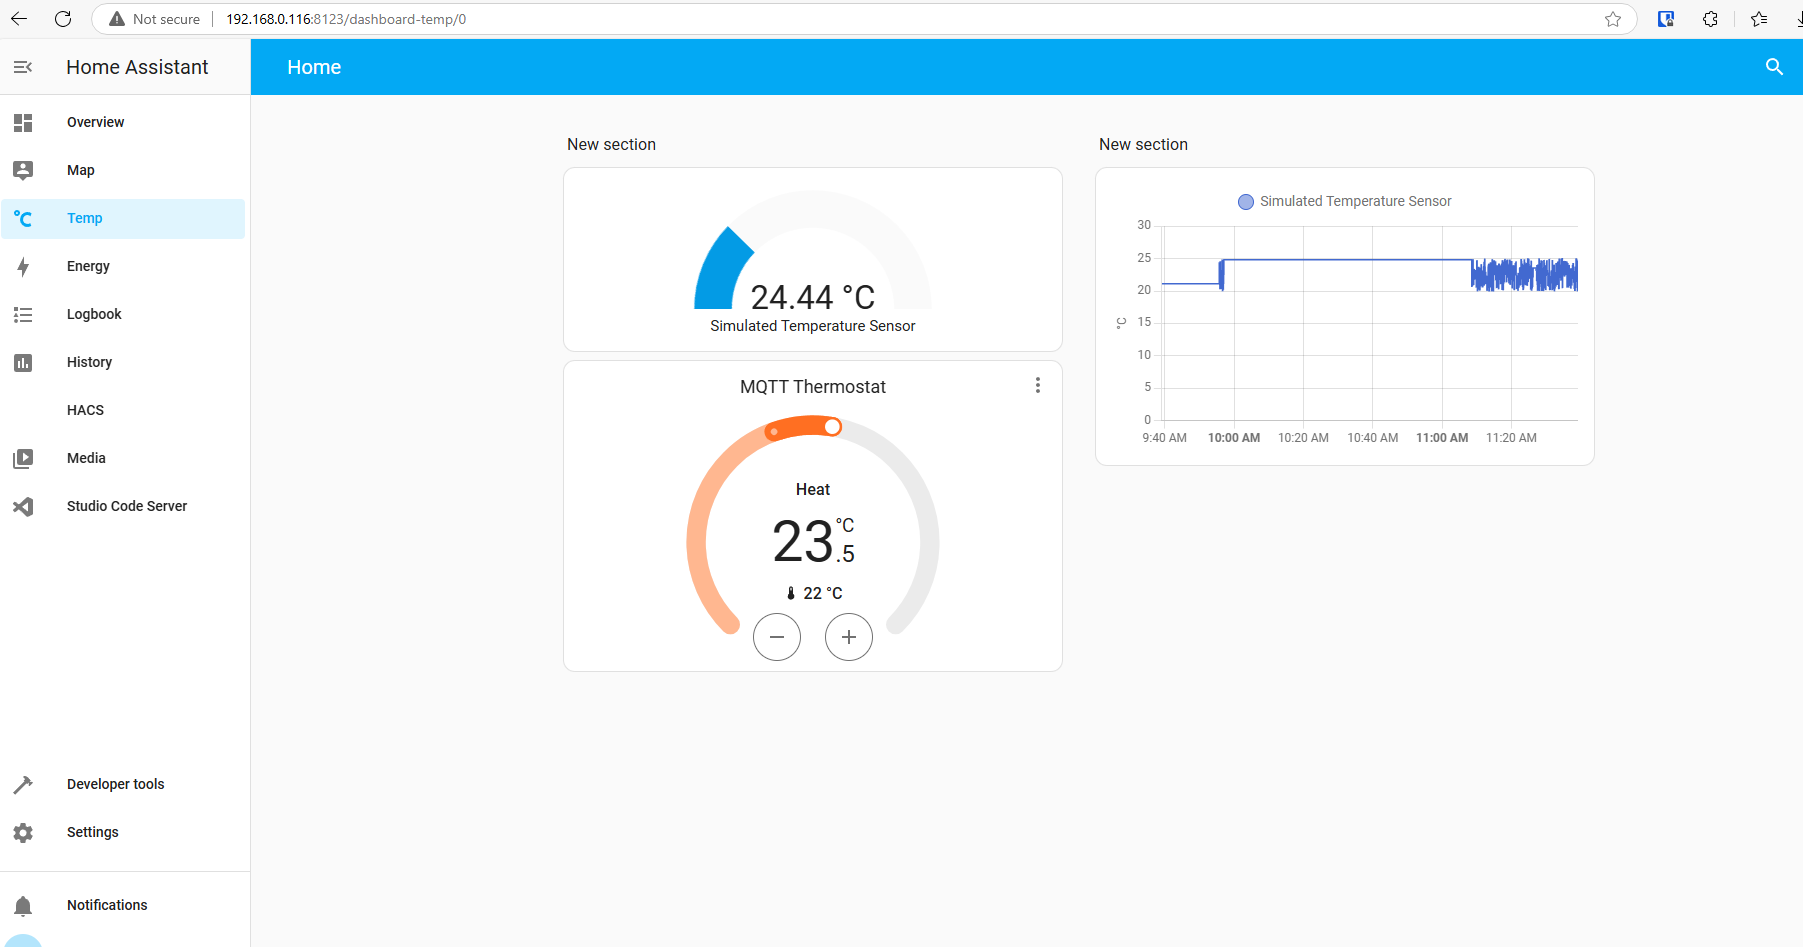 Not secure
192.168.0.116:8123/dashboard-temp/0
Home Assistant
Home
Overview
Map
Temp
Energy
Logbook
History
HACS
Media
Studio Code Server
Developer tools
Settings
Notifications
New section
24.44 °C
Simulated Temperature Sensor
MQTT Thermostat
Heat
23.5 °C
22 °C
New section
Simulated Temperature Sensor
30
25
20
15
10
5
0
°C
9:40 AM 10:00 AM 10:20 AM 10:40 AM 11:00 AM 11:20 AM